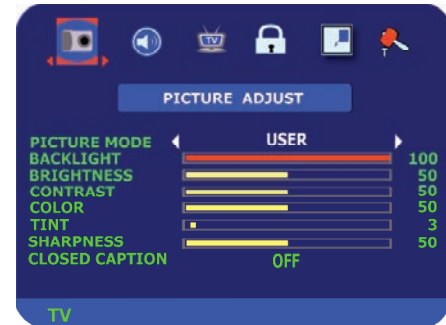 TV
PICTURE ADJUST
PICTURE MODE USER
BACKLIGHT 100
BRIGHTNESS 50
CONTRAST 50
COLOR 50
TINT 3
SHARPNESS 50
CLOSED CAPTION OFF
TV